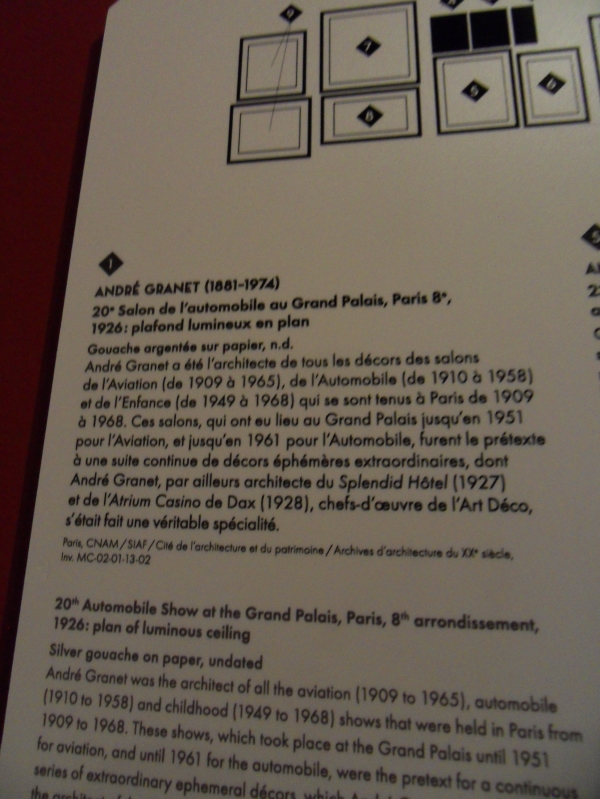 9
7
8
5
6
1
ANDRÉ GRANET (1881-1974)
20e Salon de l'automobile au Grand Palais, Paris 8e,
1926: plafond lumineux en plan
Gouache argentée sur papier, n.d.
André Granet a été l'architecte de tous les décors des salons
de l'Aviation (de 1909 à 1965), de l'Automobile (de 1910 à 1958)
et de l'Enfance (de 1949 à 1968) qui se sont tenus à Paris de 1909
à 1968. Ces salons, qui ont eu lieu au Grand Palais jusqu'en 1951
pour l'Aviation, et jusqu'en 1961 pour l'Automobile, furent le prétexte
à une suite continue de décors éphémères extraordinaires, dont
André Granet, par ailleurs architecte du Splendid Hôtel (1927)
et de l'Atrium Casino de Dax (1928), chefs-d'œuvre de l'Art Déco,
s'était fait une véritable spécialité.
Paris, CNAM/SIAF/Cité de l'architecture et du patrimoine/Archives d'architecture du XXe siècle,
Inv. MC-02-01-13-02
20th Automobile Show at the Grand Palais, Paris, 8th arrondissement,
1926: plan of luminous ceiling
Silver gouache on paper, undated
André Granet was the architect of all the aviation (1909 to 1965), automobile
(1910 to 1958) and childhood (1949 to 1968) shows that were held in Paris from
1909 to 1968. These shows, which took place at the Grand Palais until 1951
for aviation, and until 1961 for the automobile, were the pretext for a continuous
series of extraordinary ephemeral décors, which